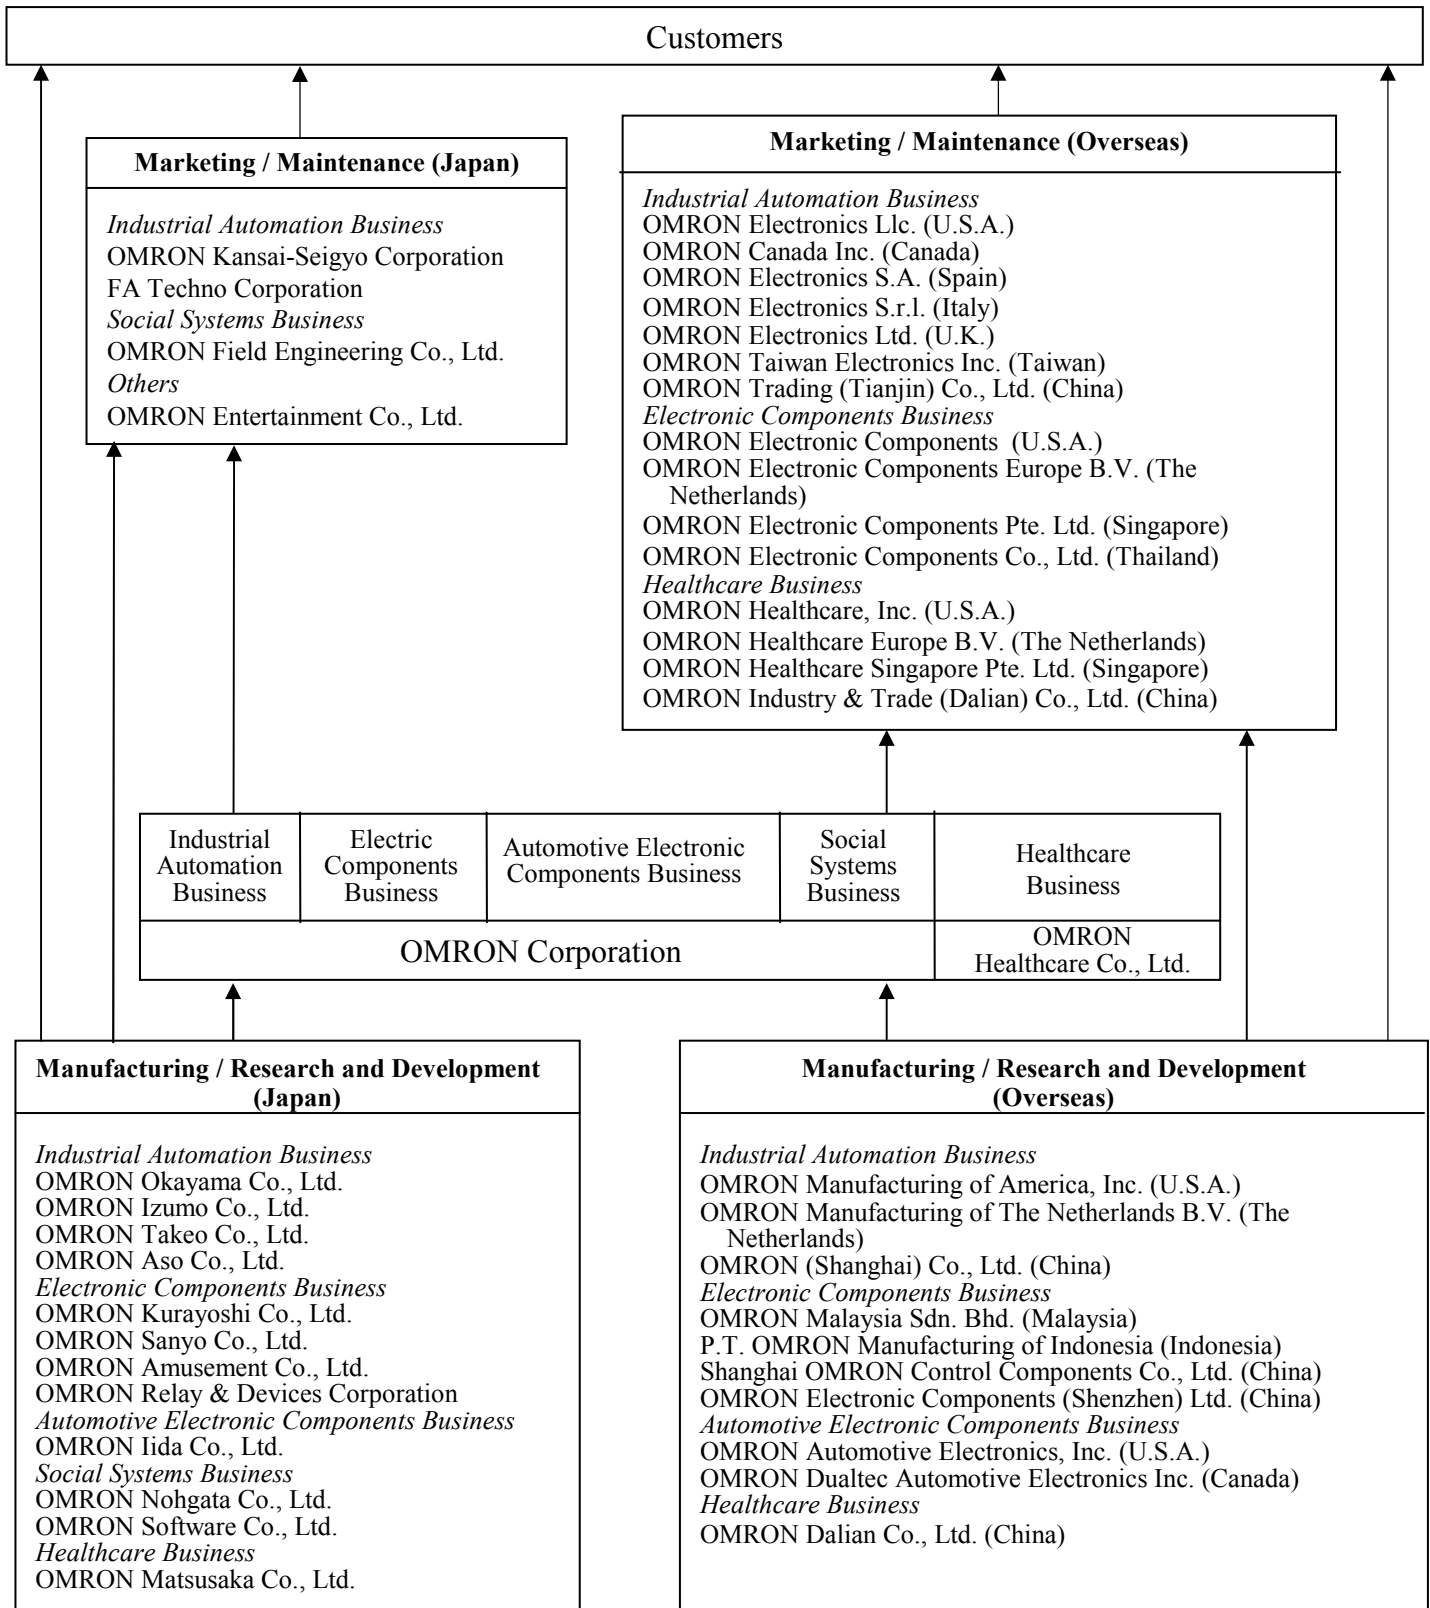 Customers
Marketing / Maintenance (Japan)
Industrial Automation Business
OMRON Kansai-Seigyo Corporation
FA Techno Corporation
Social Systems Business
OMRON Field Engineering Co., Ltd.
Others
OMRON Entertainment Co., Ltd.
Marketing / Maintenance (Overseas)
Industrial Automation Business
OMRON Electronics Llc. (U.S.A.)
OMRON Canada Inc. (Canada)
OMRON Electronics S.A. (Spain)
OMRON Electronics S.r.l. (Italy)
OMRON Electronics Ltd. (U.K.)
OMRON Taiwan Electronics Inc. (Taiwan)
OMRON Trading (Tianjin) Co., Ltd. (China)
Electronic Components Business
OMRON Electronic Components (U.S.A.)
OMRON Electronic Components Europe B.V. (The
Netherlands)
OMRON Electronic Components Pte. Ltd. (Singapore)
OMRON Electronic Components Co., Ltd. (Thailand)
Healthcare Business
OMRON Healthcare, Inc. (U.S.A.)
OMRON Healthcare Europe B.V. (The Netherlands)
OMRON Healthcare Singapore Pte. Ltd. (Singapore)
OMRON Industry & Trade (Dalian) Co., Ltd. (China)
Industrial
Automation
Business
Electric
Components
Business
Automotive Electronic
Components Business
Social
Systems
Business
Healthcare
Business
OMRON Corporation
OMRON
Healthcare Co., Ltd.
Manufacturing / Research and Development
(Japan)
Industrial Automation Business
OMRON Okayama Co., Ltd.
OMRON Izumo Co., Ltd.
OMRON Takeo Co., Ltd.
OMRON Aso Co., Ltd.
Electronic Components Business
OMRON Kurayoshi Co., Ltd.
OMRON Sanyo Co., Ltd.
OMRON Amusement Co., Ltd.
OMRON Relay & Devices Corporation
Automotive Electronic Components Business
OMRON Iida Co., Ltd.
Social Systems Business
OMRON Nohgata Co., Ltd.
OMRON Software Co., Ltd.
Healthcare Business
OMRON Matsusaka Co., Ltd.
Manufacturing / Research and Development
(Overseas)
Industrial Automation Business
OMRON Manufacturing of America, Inc. (U.S.A.)
OMRON Manufacturing of The Netherlands B.V. (The
Netherlands)
OMRON (Shanghai) Co., Ltd. (China)
Electronic Components Business
OMRON Malaysia Sdn. Bhd. (Malaysia)
P.T. OMRON Manufacturing of Indonesia (Indonesia)
Shanghai OMRON Control Components Co., Ltd. (China)
OMRON Electronic Components (Shenzhen) Ltd. (China)
Automotive Electronic Components Business
OMRON Automotive Electronics, Inc. (U.S.A.)
OMRON Dualtec Automotive Electronics Inc. (Canada)
Healthcare Business
OMRON Dalian Co., Ltd. (China)